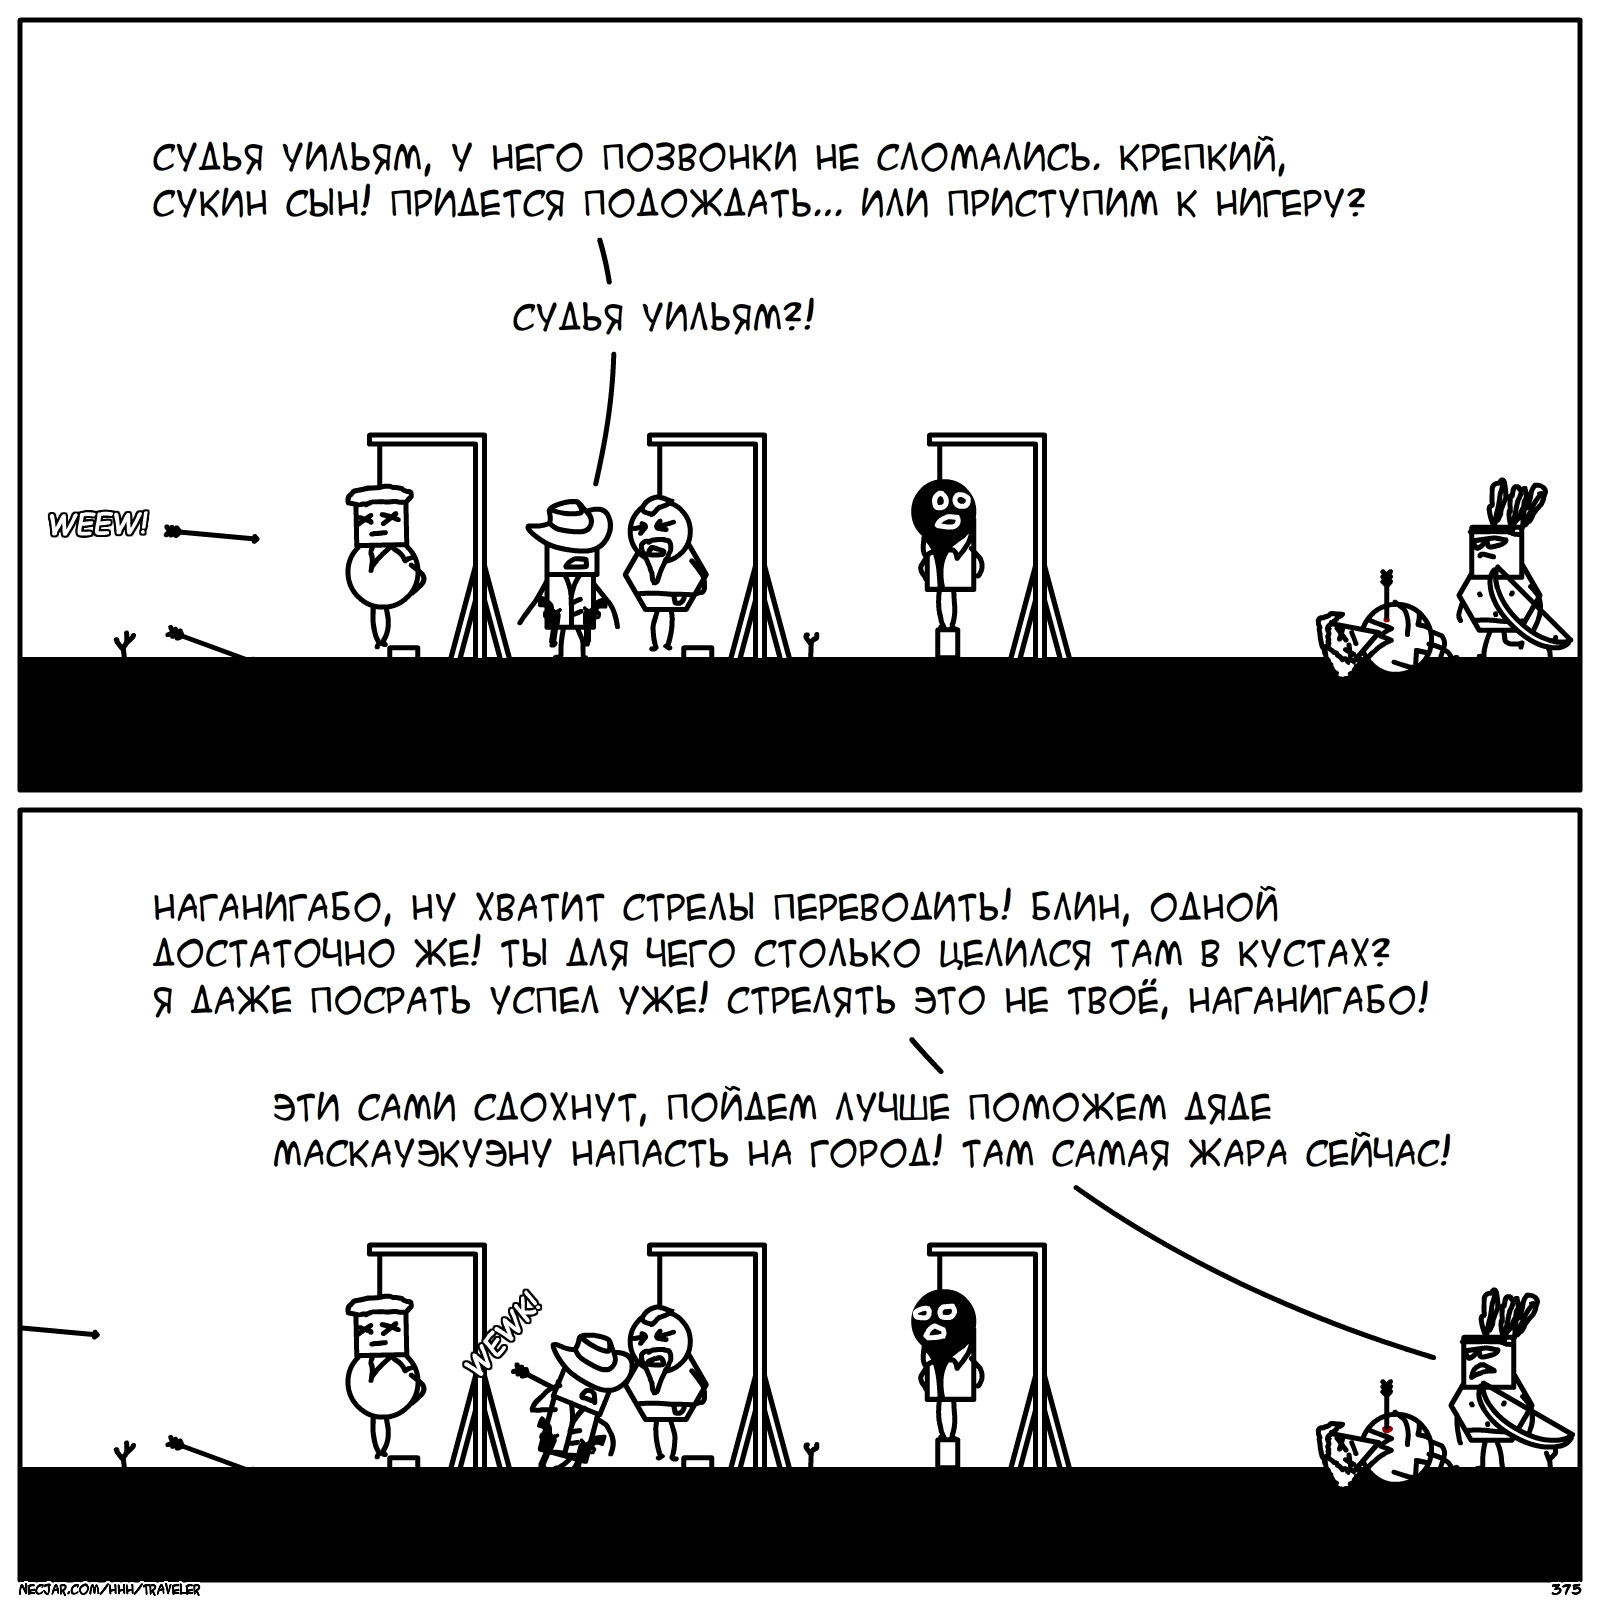 СУДЬЯ УИЛЬЯМ, У НЕГО ПОЗВОНКИ НЕ СЛОМАЛИСЬ. КРЕПКИЙ,
СУКИН СЫН! ПРИДЕТСЯ ПОДОЖДАТЬ... ИЛИ ПРИСТУПИМ К НИГЕРУ?
СУДЬЯ УИЛЬЯМ?!
WEEW!
НАГАНИГАБО, НУ ХВАТИТ СТРЕЛЫ ПЕРЕВОДИТЬ! БЛИН, ОДНОЙ
ДОСТАТОЧНО ЖЕ! ТЫ ДЛЯ ЧЕГО СТОЛЬКО ЦЕЛИЛСЯ ТАМ В КУСТАХ?
Я ДАЖЕ ПОСРАТЬ УСПЕЛ УЖЕ! СТРЕЛЯТЬ ЭТО НЕ ТВОЁ, НАГАНИГАБО!
ЭТИ САМИ СДОХНУТ, ПОЙДЕМ ЛУЧШЕ ПОМОЖЕМ ДЯДЕ
МАСКАУЭКУЭНУ НАПАСТЬ НА ГОРОД! ТАМ САМАЯ ЖАРА СЕЙЧАС!
WEWK!
NECJAR.COM/HHH/TRAVELER
375